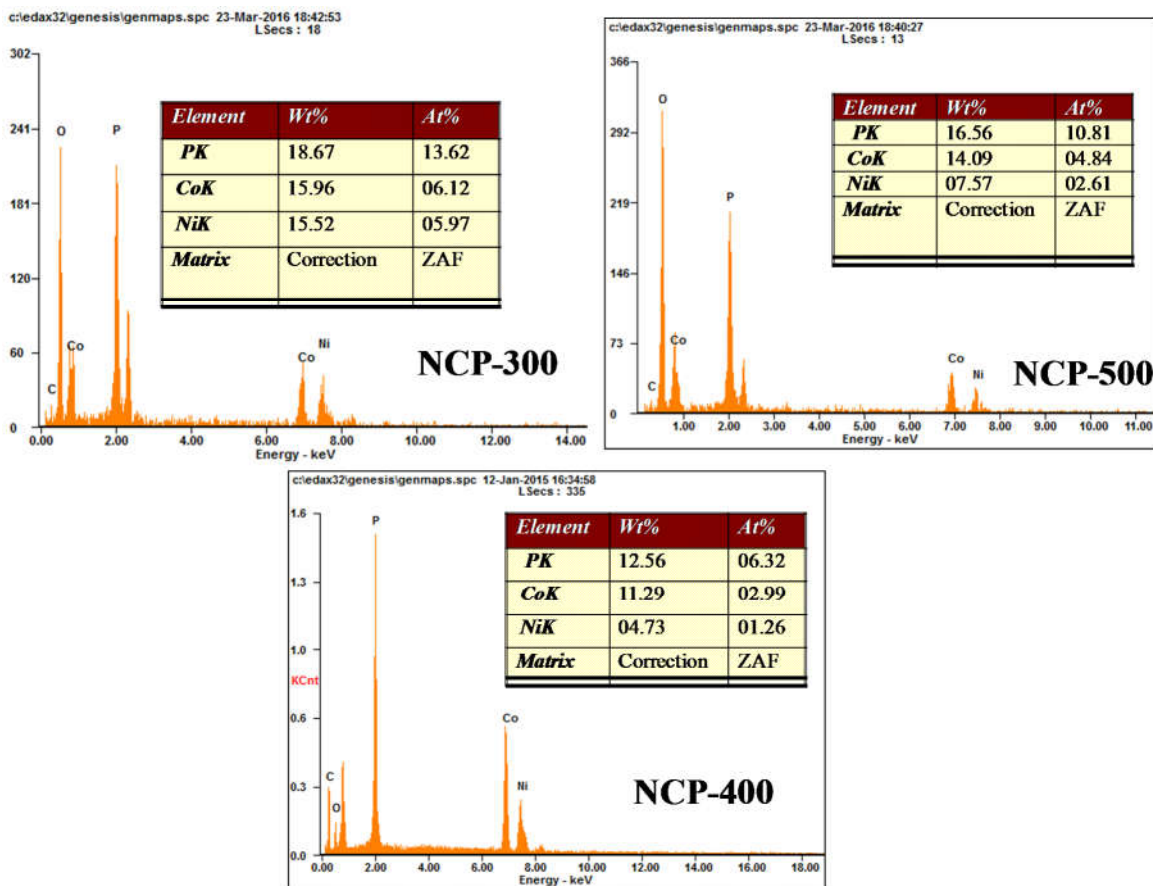 c:\edax32\genesis\genmaps.spc 23-Mar-2016 18:42:53
LSecs : 18
302
241
181
120
60
0
O
P
C
Co
Co
Ni
Element Wt% At%
PK 18.67 13.62
CoK 15.96 06.12
NiK 15.52 05.97
Matrix Correction ZAF
NCP-300
0.00 2.00 4.00 6.00 8.00 10.00 12.00 14.00
Energy - keV
c:\edax32\genesis\genmaps.spc 23-Mar-2016 18:40:27
LSecs : 13
366
292
219
146
73
0
O
P
C
Co
Co
Ni
Element Wt% At%
PK 16.56 10.81
CoK 14.09 04.84
NiK 07.57 02.61
Matrix Correction ZAF
NCP-500
1.00 2.00 3.00 4.00 5.00 6.00 7.00 8.00 9.00 10.00 11.00
Energy - keV
c:\edax32\genesis\genmaps.spc 12-Jan-2015 16:34:58
LSecs : 335
1.6
1.3
1.0
KCnt
0.6
0.3
0.0
P
C
O
Co
Ni
Element Wt% At%
PK 12.56 06.32
CoK 11.29 02.99
NiK 04.73 01.26
Matrix Correction ZAF
NCP-400
0.00 2.00 4.00 6.00 8.00 10.00 12.00 14.00 16.00 18.00
Energy - keV